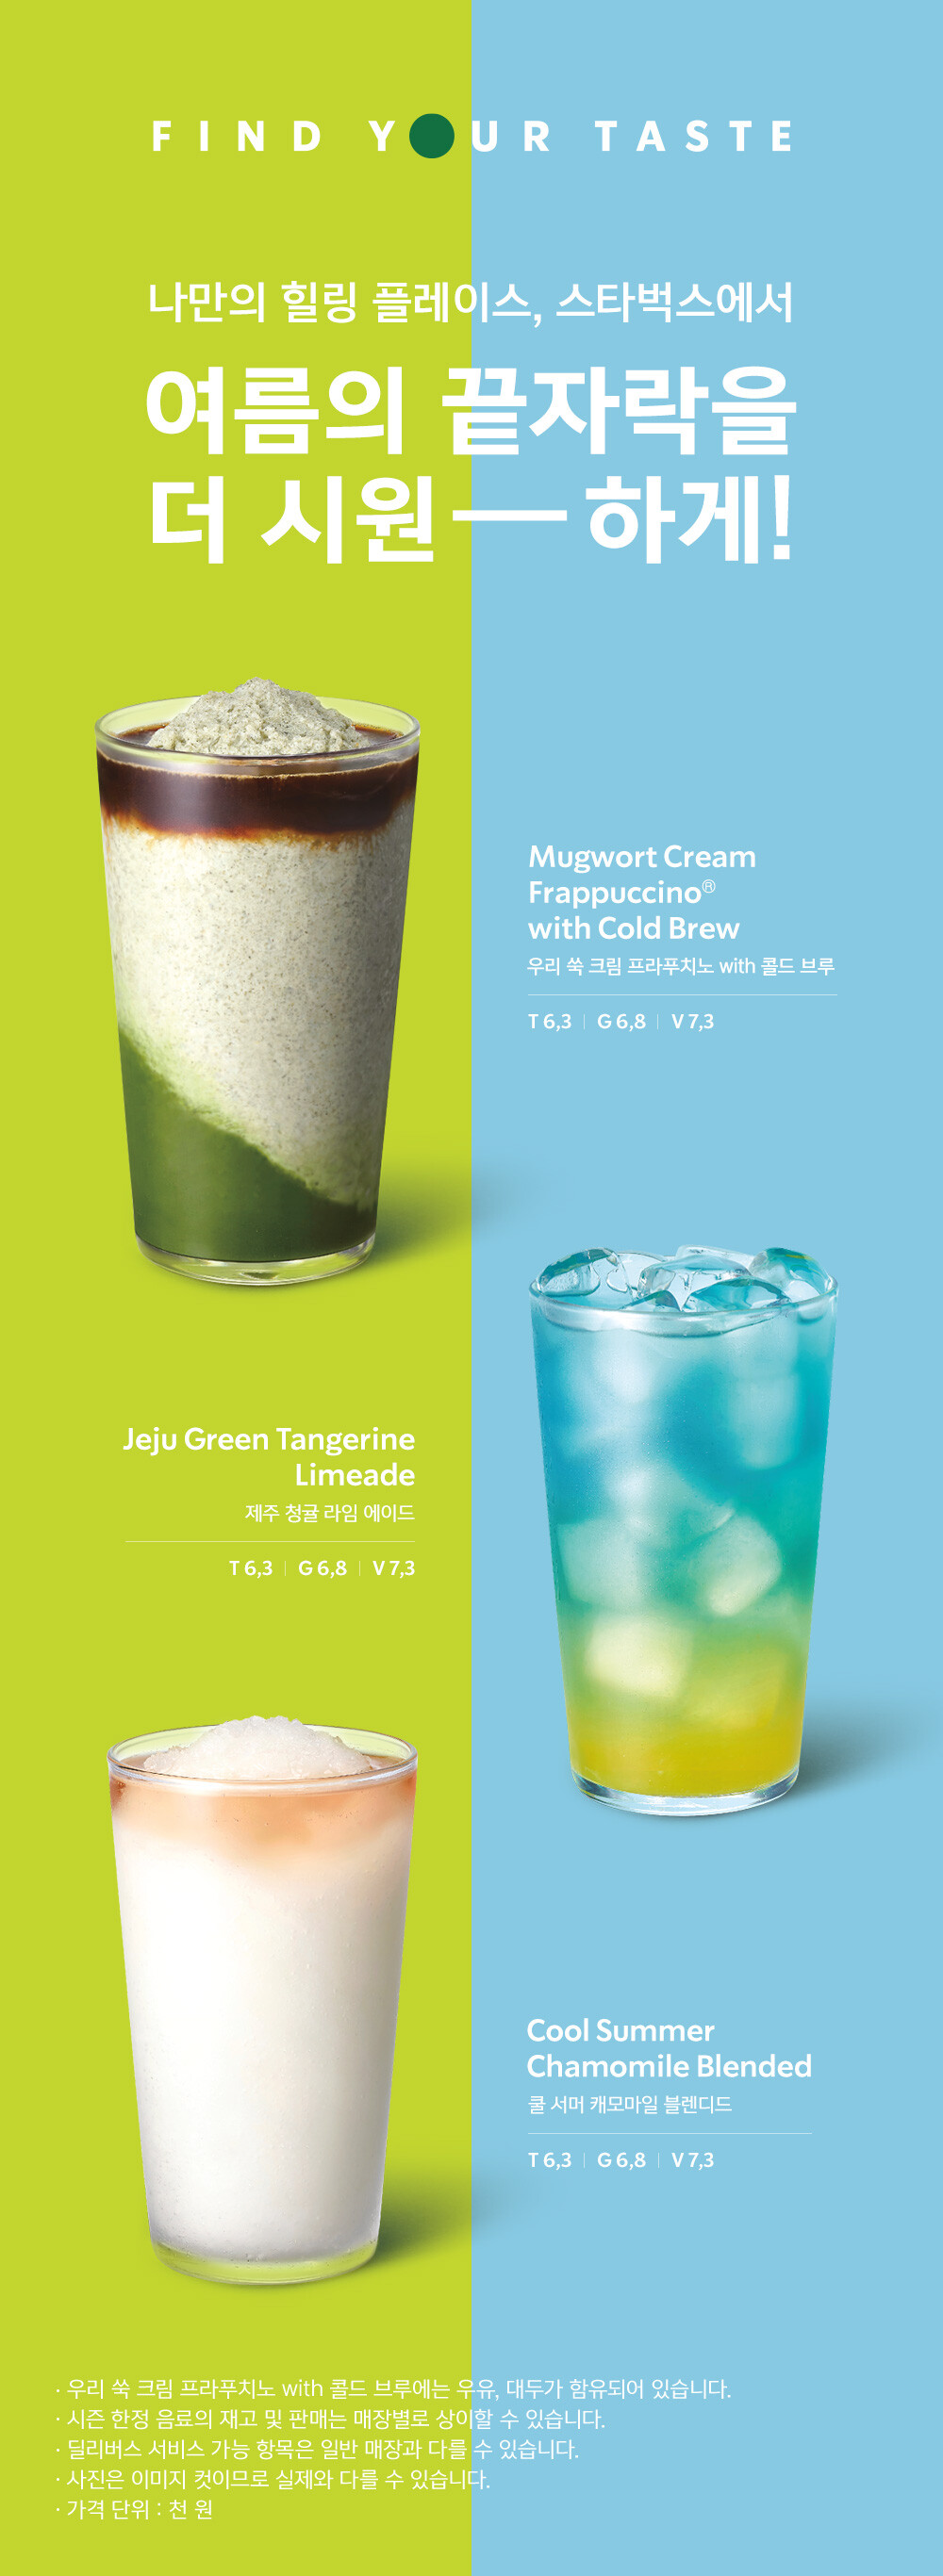 FIND YOUR TASTE
나만의 힐링 플레이스, 스타벅스에서
여름의 끝자락을
더 시원—하게!
Mugwort Cream
Frappuccino®
with Cold Brew
우리 쑥 크림 프라푸치노 with 콜드 브루
T 6,3 | G 6,8 | V 7,3
Jeju Green Tangerine
Limeade
제주 청귤 라임 에이드
T 6,3 | G 6,8 | V 7,3
Cool Summer
Chamomile Blended
쿨 서머 캐모마일 블렌디드
T 6,3 | G 6,8 | V 7,3
· 우리 쑥 크림 프라푸치노 with 콜드 브루에는 우유, 대두가 함유되어 있습니다.
· 시즌 한정 음료의 재고 및 판매는 매장별로 상이할 수 있습니다.
· 딜리버스 서비스 가능 항목은 일반 매장과 다를 수 있습니다.
· 사진은 이미지 컷이므로 실제와 다를 수 있습니다.
· 가격 단위 : 천 원